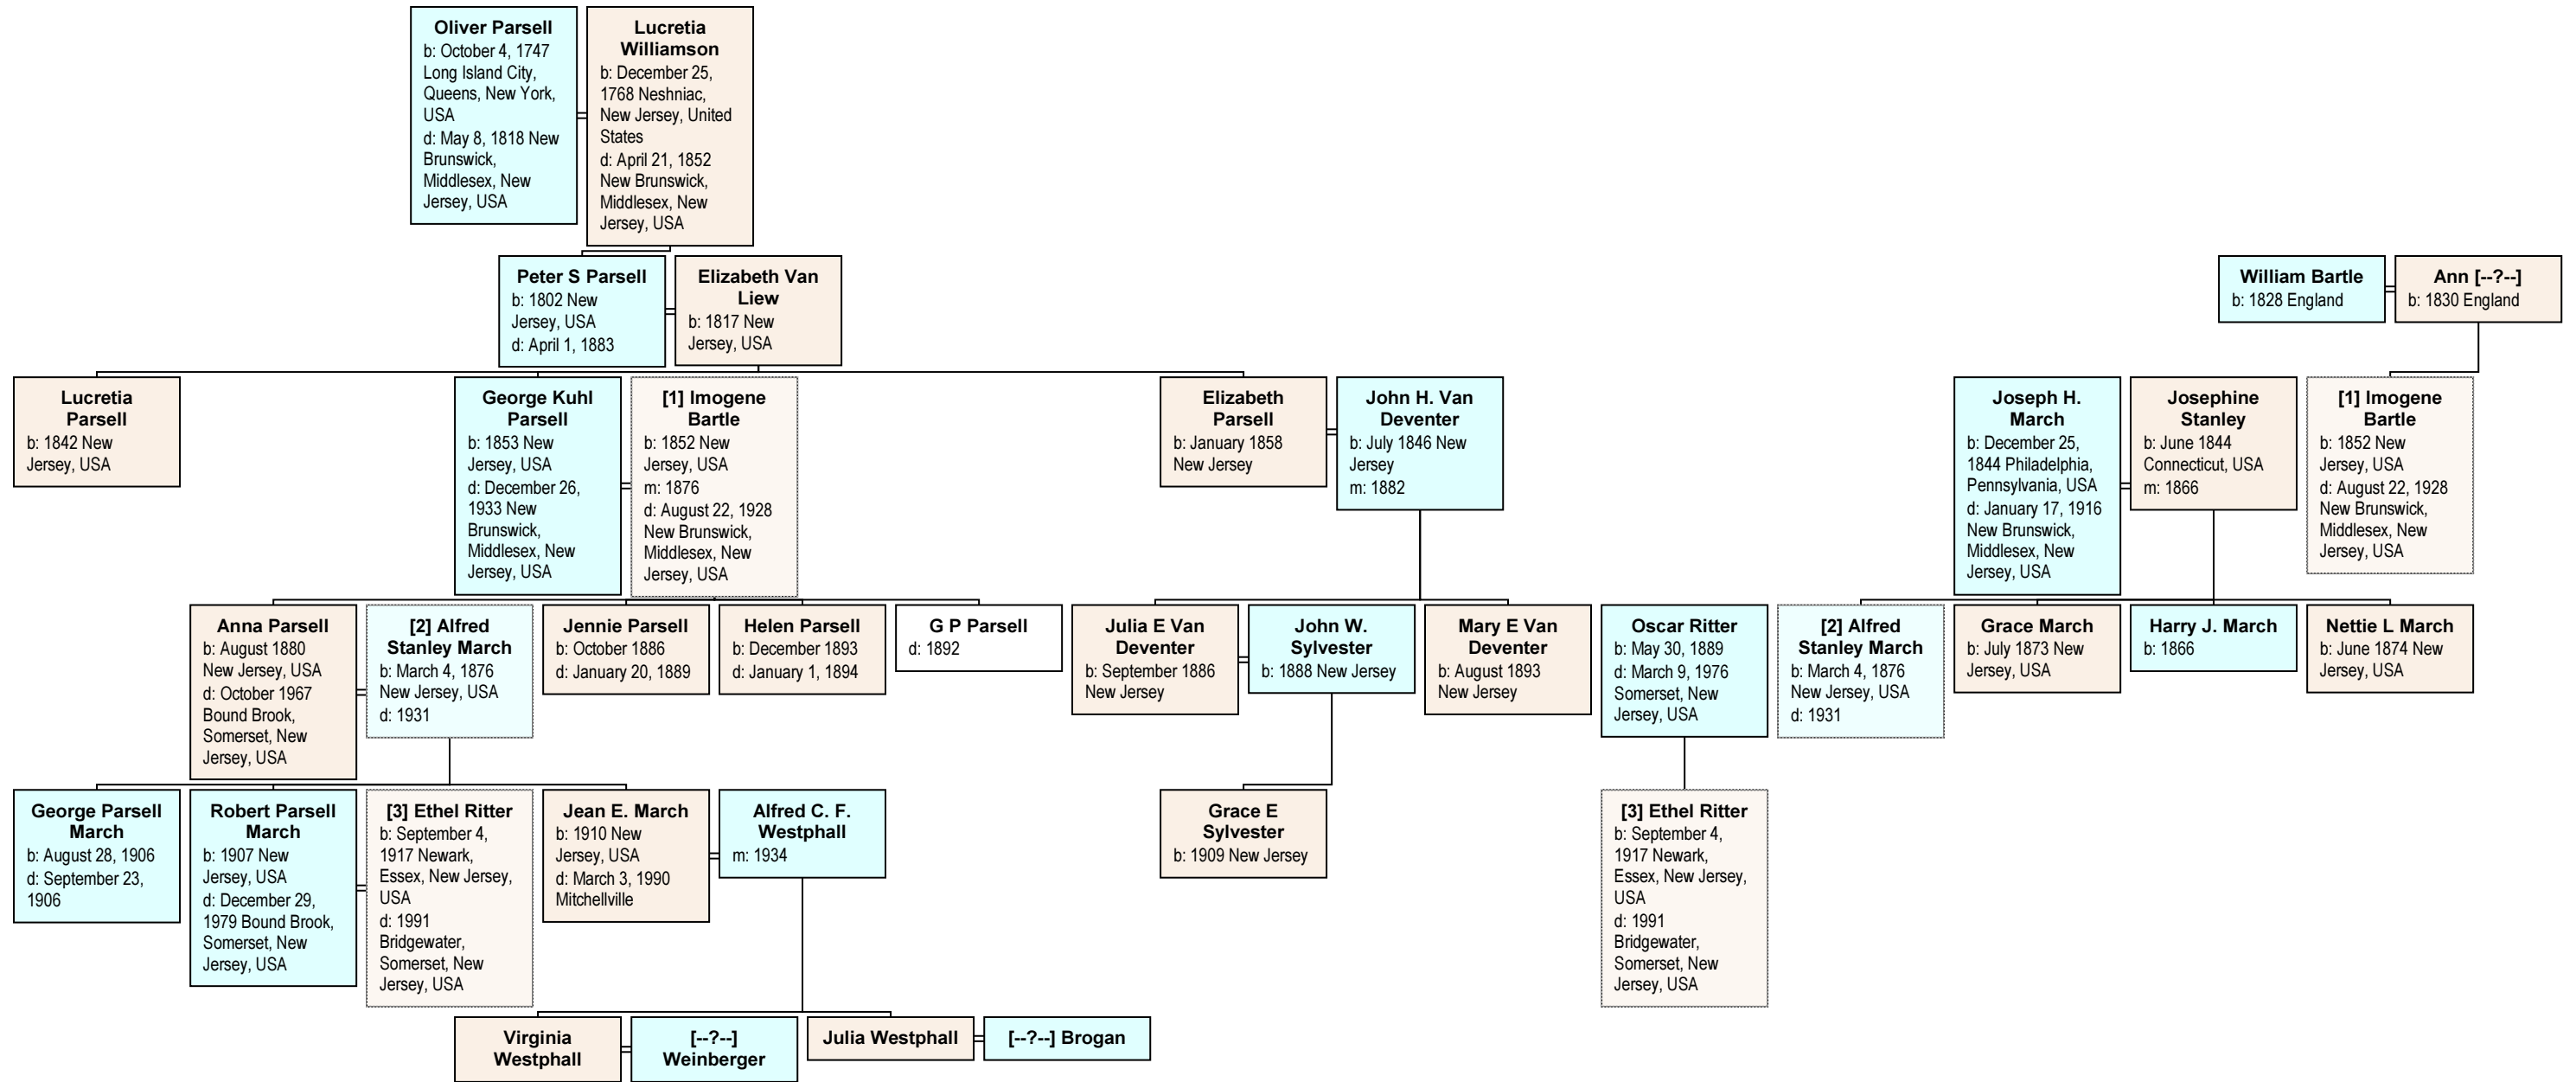 Oliver Parsell
b: October 4, 1747
Long Island City,
Queens, New York,
USA
d: May 8, 1818 New
Brunswick,
Middlesex, New
Jersey, USA
Lucretia
Williamson
b: December 25,
1768 Neshniac,
New Jersey, United
States
d: April 21, 1852
New Brunswick,
Middlesex, New
Jersey, USA
Peter S Parsell
b: 1802 New
Jersey, USA
d: April 1, 1883
Elizabeth Van
Liew
b: 1817 New
Jersey, USA
William Bartle
b: 1828 England
Ann [--?--]
b: 1830 England
Lucretia
Parsell
b: 1842 New
Jersey, USA
George Kuhl
Parsell
b: 1853 New
Jersey, USA
d: December 26,
1933 New
Brunswick,
Middlesex, New
Jersey, USA
[1] Imogene
Bartle
b: 1852 New
Jersey, USA
m: 1876
d: August 22, 1928
New Brunswick,
Middlesex, New
Jersey, USA
Elizabeth
Parsell
b: January 1858
New Jersey
John H. Van
Deventer
b: July 1846 New
Jersey
m: 1882
Joseph H.
March
b: December 25,
1844 Philadelphia,
Pennsylvania, USA
d: January 17, 1916
New Brunswick,
Middlesex, New
Jersey, USA
Josephine
Stanley
b: June 1844
Connecticut, USA
m: 1866
[1] Imogene
Bartle
b: 1852 New
Jersey, USA
d: August 22, 1928
New Brunswick,
Middlesex, New
Jersey, USA
Anna Parsell
b: August 1880
New Jersey, USA
d: October 1967
Bound Brook,
Somerset, New
Jersey, USA
[2] Alfred
Stanley March
b: March 4, 1876
New Jersey, USA
d: 1931
Jennie Parsell
b: October 1886
d: January 20, 1889
Helen Parsell
b: December 1893
d: January 1, 1894
G P Parsell
d: 1892
Julia E Van
Deventer
b: September 1886
New Jersey
John W.
Sylvester
b: 1888 New Jersey
Mary E Van
Deventer
b: August 1893
New Jersey
Oscar Ritter
b: May 30, 1889
d: March 9, 1976
Somerset, New
Jersey, USA
[2] Alfred
Stanley March
b: March 4, 1876
New Jersey, USA
d: 1931
Grace March
b: July 1873 New
Jersey, USA
Harry J. March
b: 1866
Nettie L March
b: June 1874 New
Jersey, USA
George Parsell
March
b: August 28, 1906
d: September 23,
1906
Robert Parsell
March
b: 1907 New
Jersey, USA
d: December 29,
1979 Bound Brook,
Somerset, New
Jersey, USA
[3] Ethel Ritter
b: September 4,
1917 Newark,
Essex, New Jersey,
USA
d: 1991
Bridgewater,
Somerset, New
Jersey, USA
Jean E. March
b: 1910 New
Jersey, USA
d: March 3, 1990
Mitchellville
Alfred C. F.
Westphall
m: 1934
Grace E
Sylvester
b: 1909 New Jersey
[3] Ethel Ritter
b: September 4,
1917 Newark,
Essex, New Jersey,
USA
d: 1991
Bridgewater,
Somerset, New
Jersey, USA
Virginia
Westphall
[--?--]
Weinberger
Julia Westphall
[--?--] Brogan